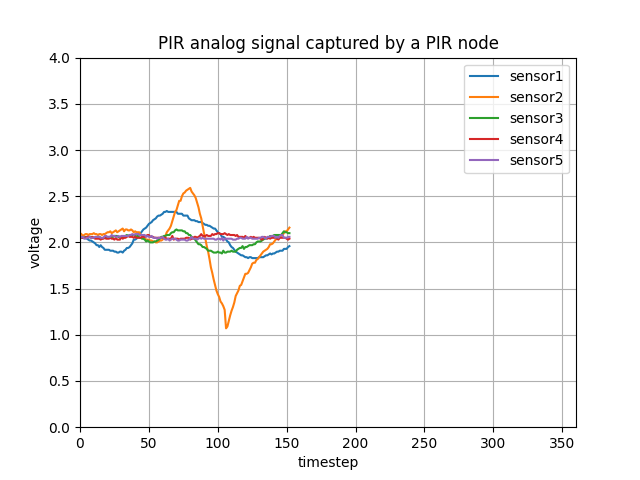 PIR analog signal captured by a PIR node
sensor1
sensor2
sensor3
sensor4
sensor5
4.0
3.5
3.0
2.5
2.0
1.5
1.0
0.5
0.0
voltage
0 50 100 150 200 250 300 350
timestep